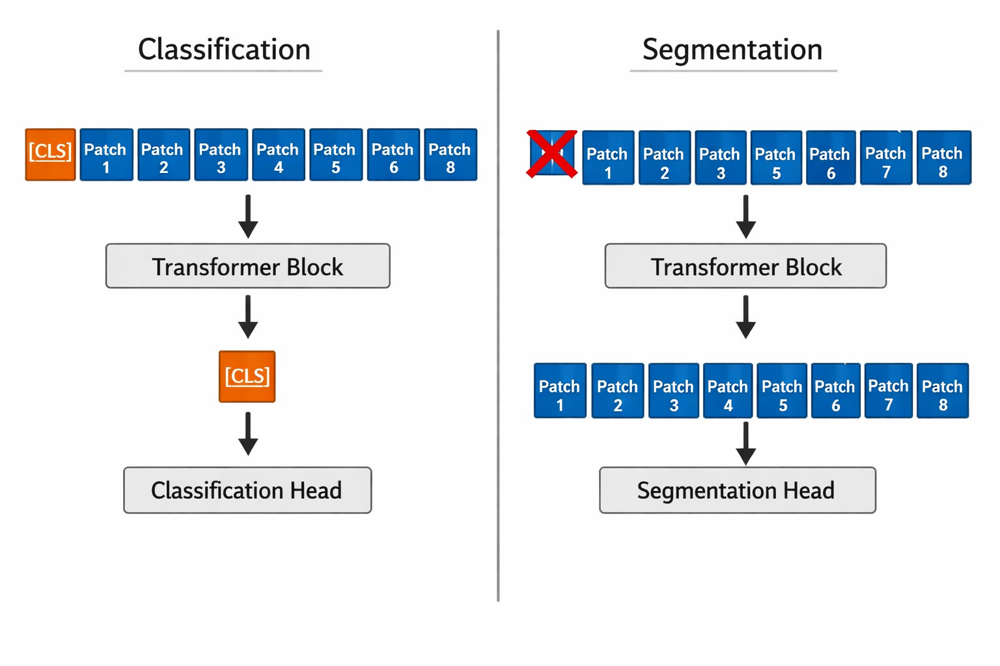 Classification
[CLS] Patch 1 Patch 2 Patch 3 Patch 4 Patch 5 Patch 6 Patch 8
Transformer Block
[CLS]
Classification Head
Segmentation
Patch 1 Patch 2 Patch 3 Patch 5 Patch 6 Patch 7 Patch 8
Transformer Block
Patch 1 Patch 2 Patch 3 Patch 4 Patch 5 Patch 6 Patch 7 Patch 8
Segmentation Head